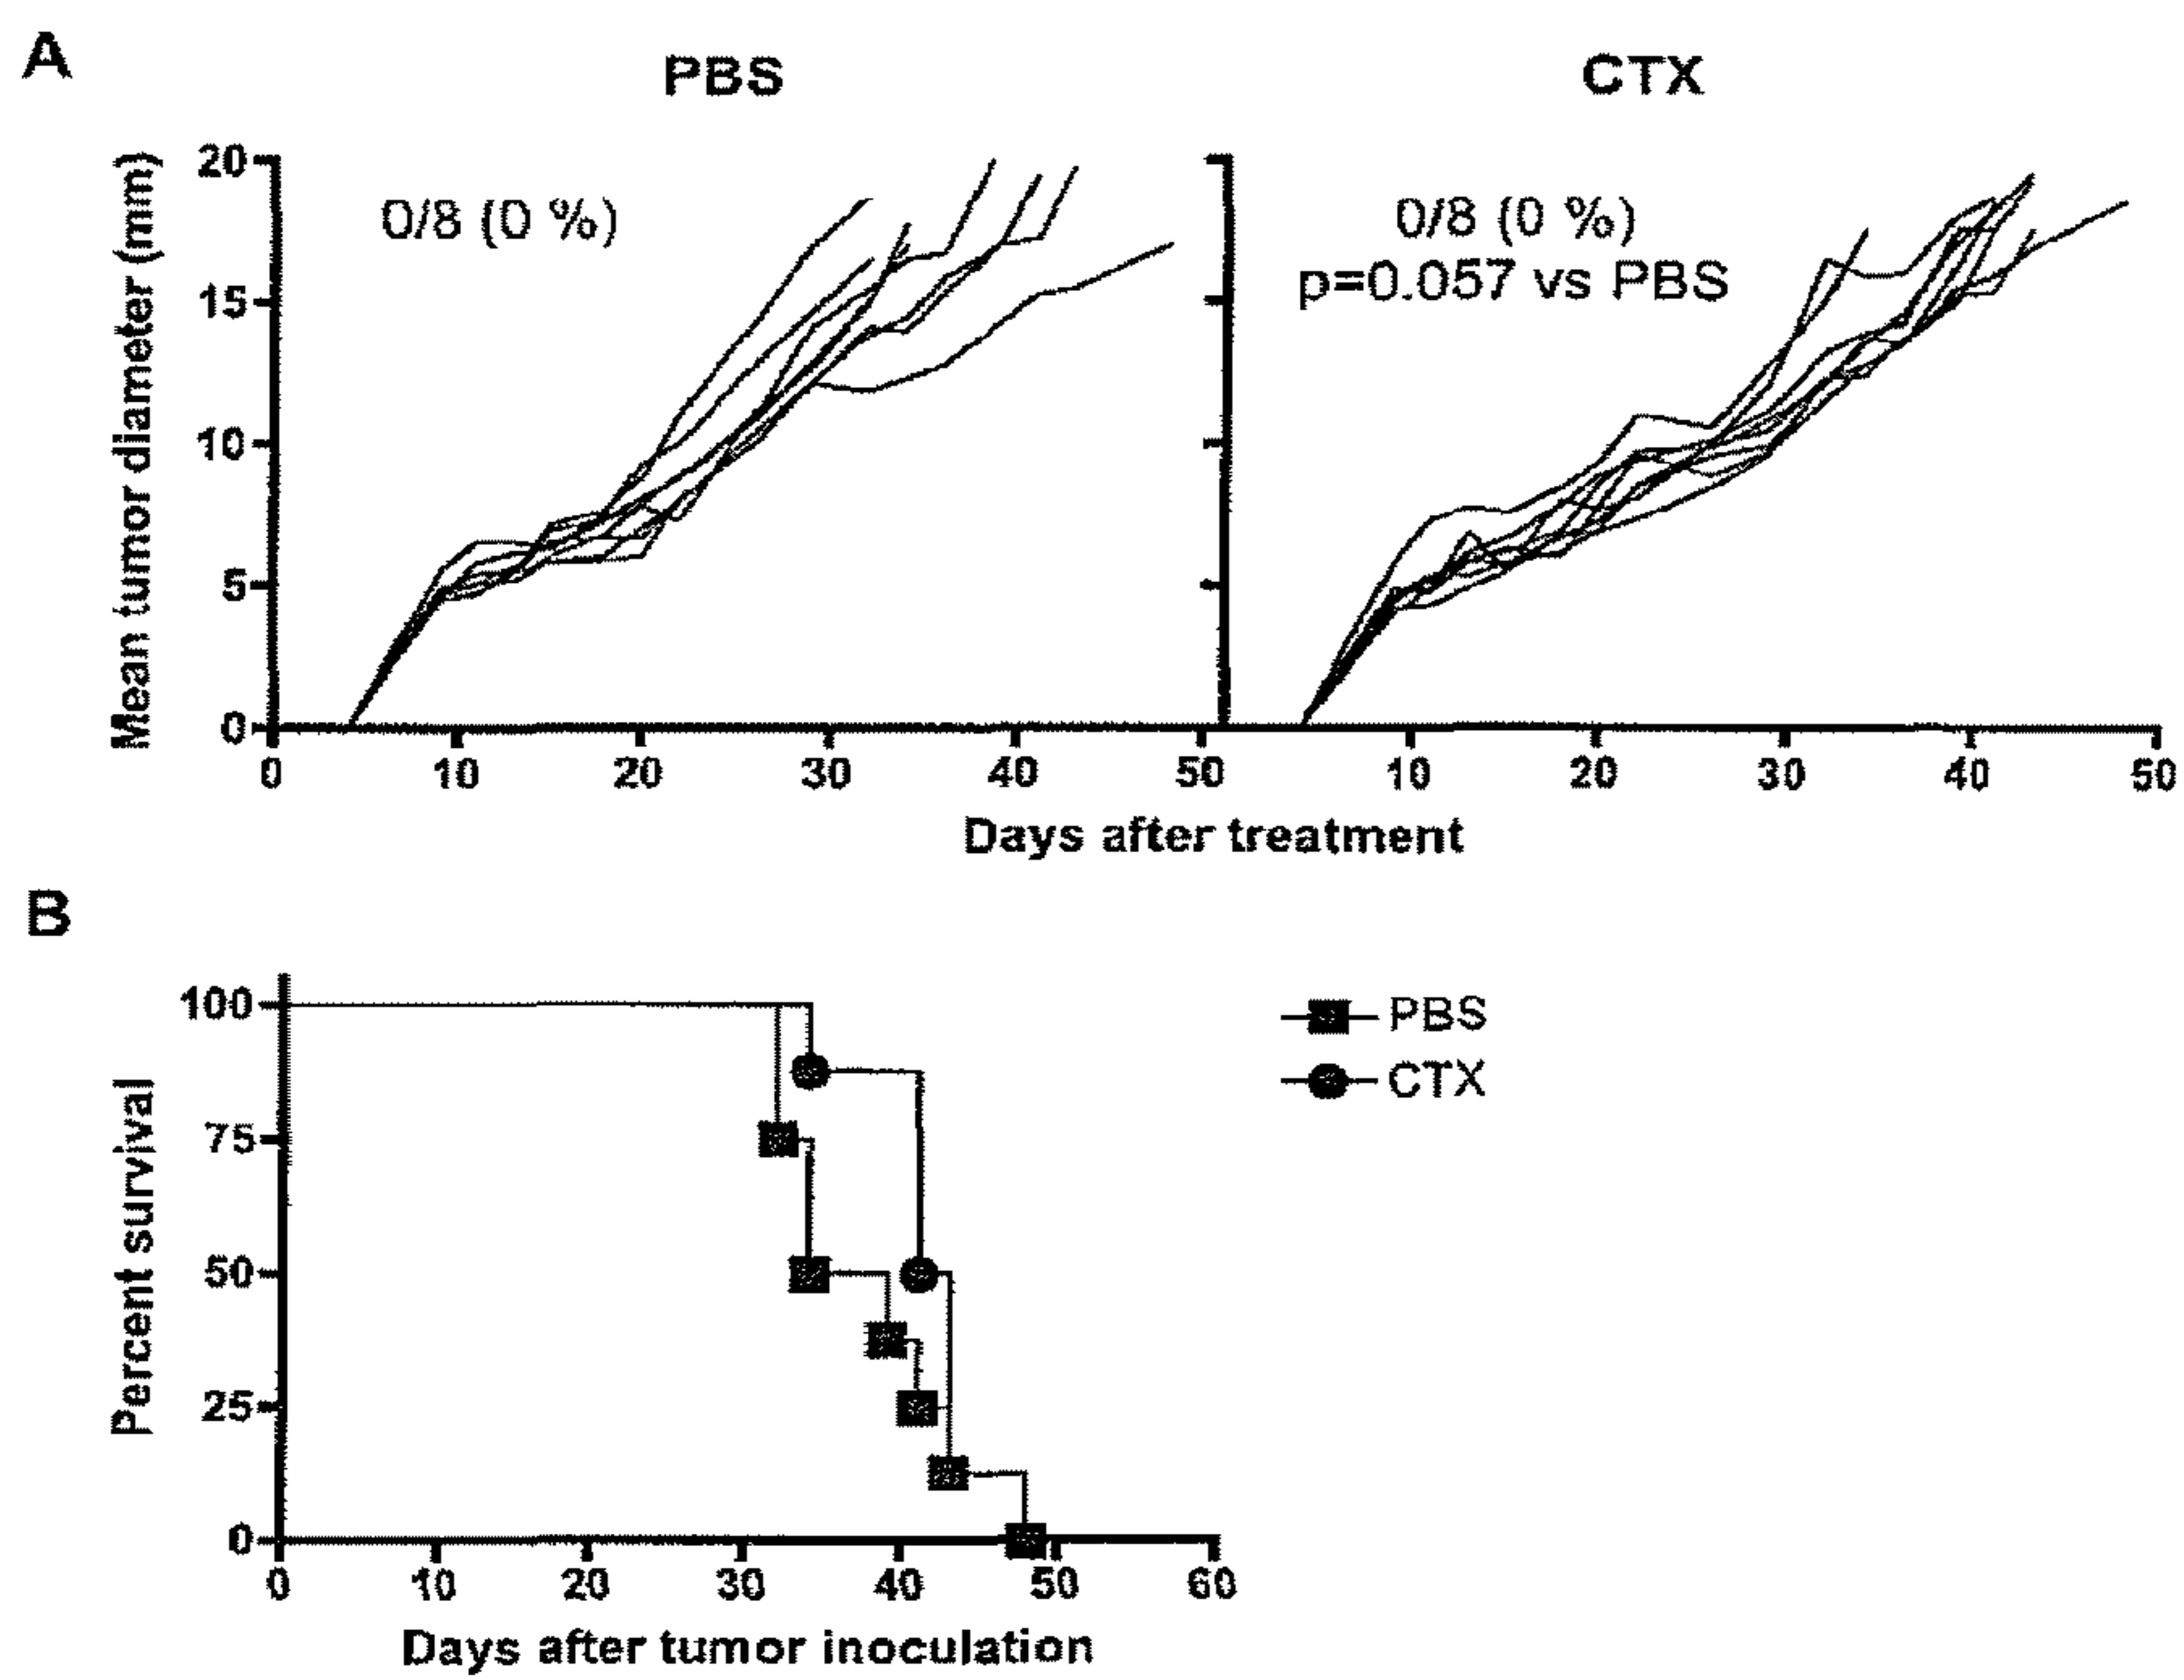 A
PBS
CTX
Mean tumor diameter (mm)
20
15
10
5
0
0/8 (0 %)
0/8 (0 %)
p=0.057 vs PBS
0 10 20 30 40 50 10 20 30 40 50
Days after treatment
B
Percent survival
100
75
50
25
0
PBS
CTX
0 10 20 30 40 50 60
Days after tumor inoculation